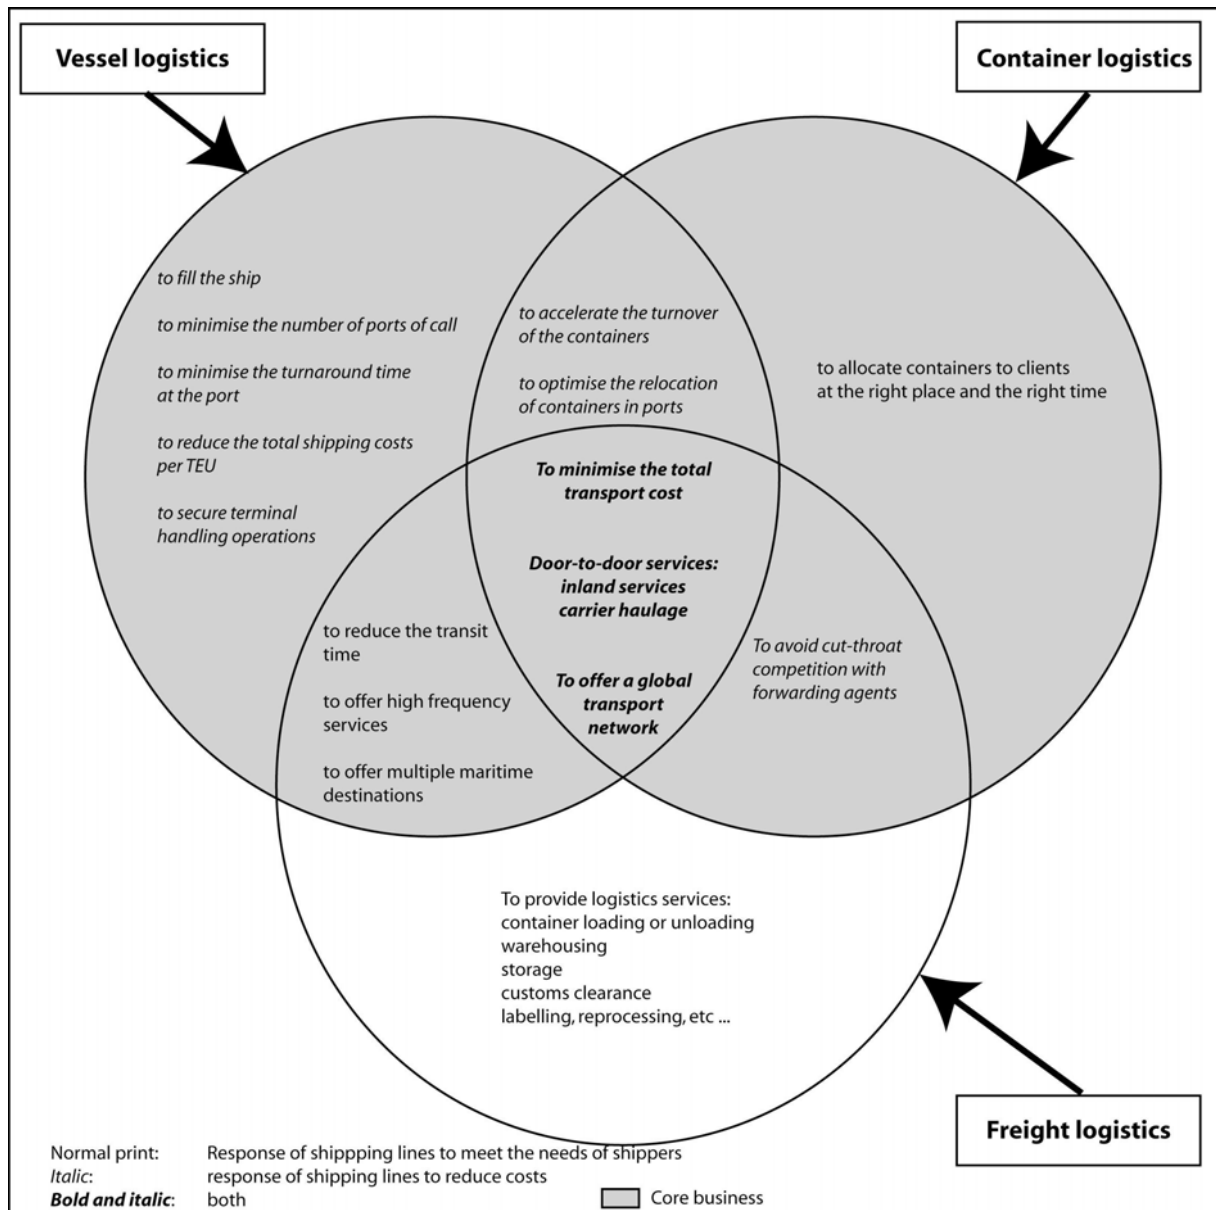 Vessel logistics
Container logistics
to fill the ship
to minimise the number of ports of call
to minimise the turnaround time
at the port
to reduce the total shipping costs
per TEU
to secure terminal
handling operations
to accelerate the turnover
of the containers
to optimise the relocation
of containers in ports
to allocate containers to clients
at the right place and the right time
To minimise the total
transport cost
Door-to-door services:
inland services
carrier haulage
To offer a global
transport
network
to reduce the transit
time
to offer high frequency
services
to offer multiple maritime
destinations
To avoid cut-throat
competition with
forwarding agents
To provide logistics services:
container loading or unloading
warehousing
storage
customs clearance
labelling, reprocessing, etc ...
Freight logistics
Normal print: Response of shippping lines to meet the needs of shippers
Italic: response of shipping lines to reduce costs
Bold and italic: both
Core business